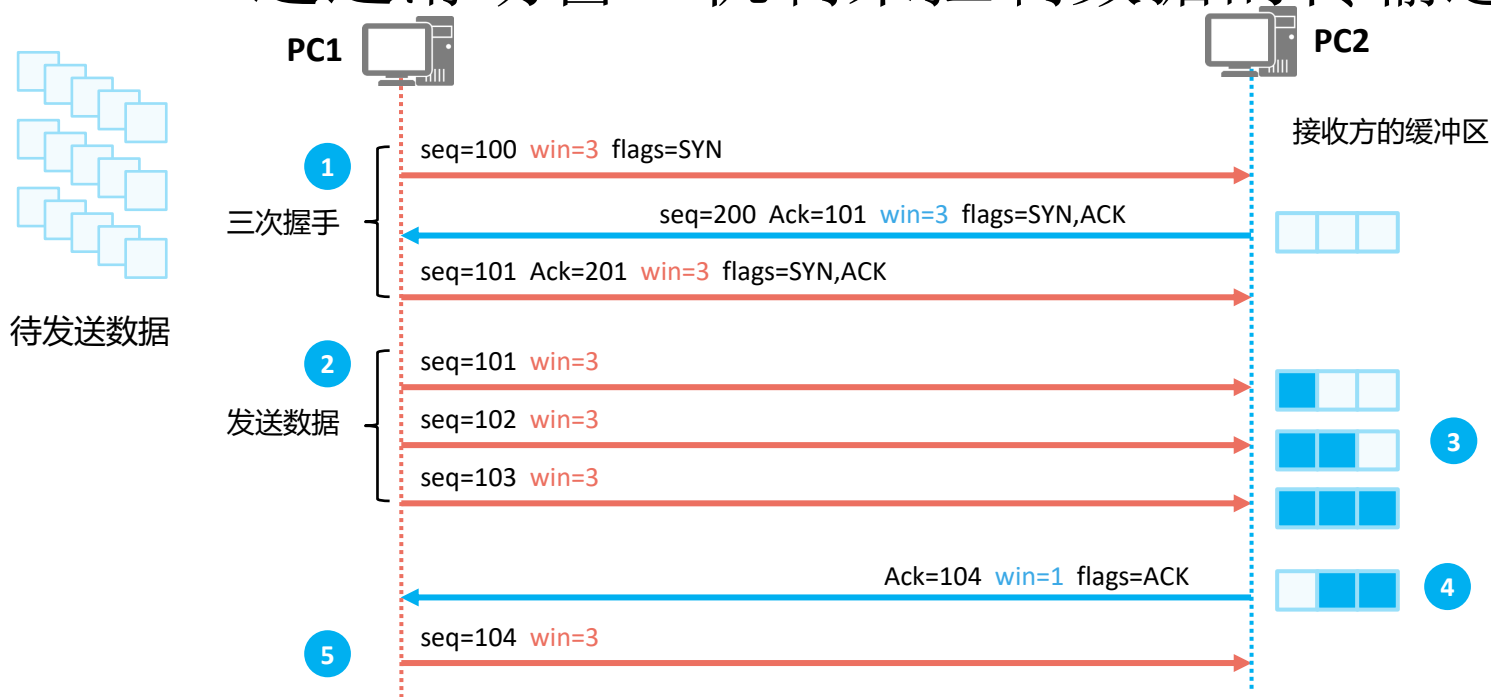 PC1
PC2
接收方的缓冲区
seq=100 win=3 flags=SYN
1
三次握手
seq=200 Ack=101 win=3 flags=SYN,ACK
seq=101 Ack=201 win=3 flags=SYN,ACK
待发送数据
2
seq=101 win=3
发送数据
seq=102 win=3
3
seq=103 win=3
Ack=104 win=1 flags=ACK
4
seq=104 win=3
5